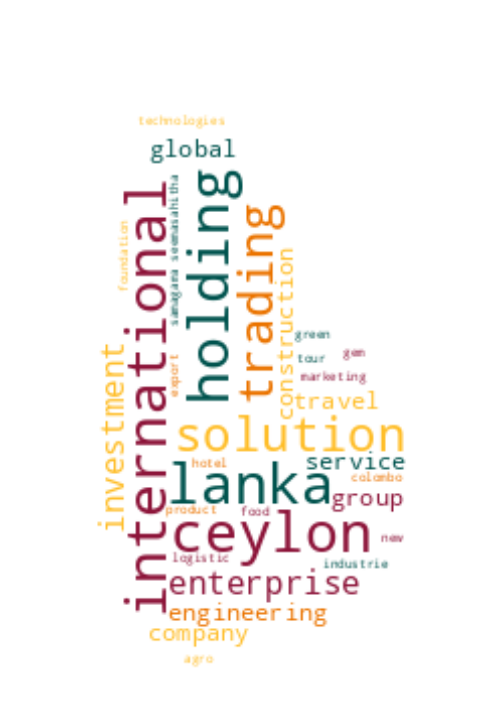 technologies
global
holding
international
samagara seemasahitha
foundation
trading
construction
green
tour
gem
export
marketing
investment
travel
solution
hotel
service
lanka
colombo
group
product
food
ceylon
new
logistic
industrie
enterprise
engineering
company
agro